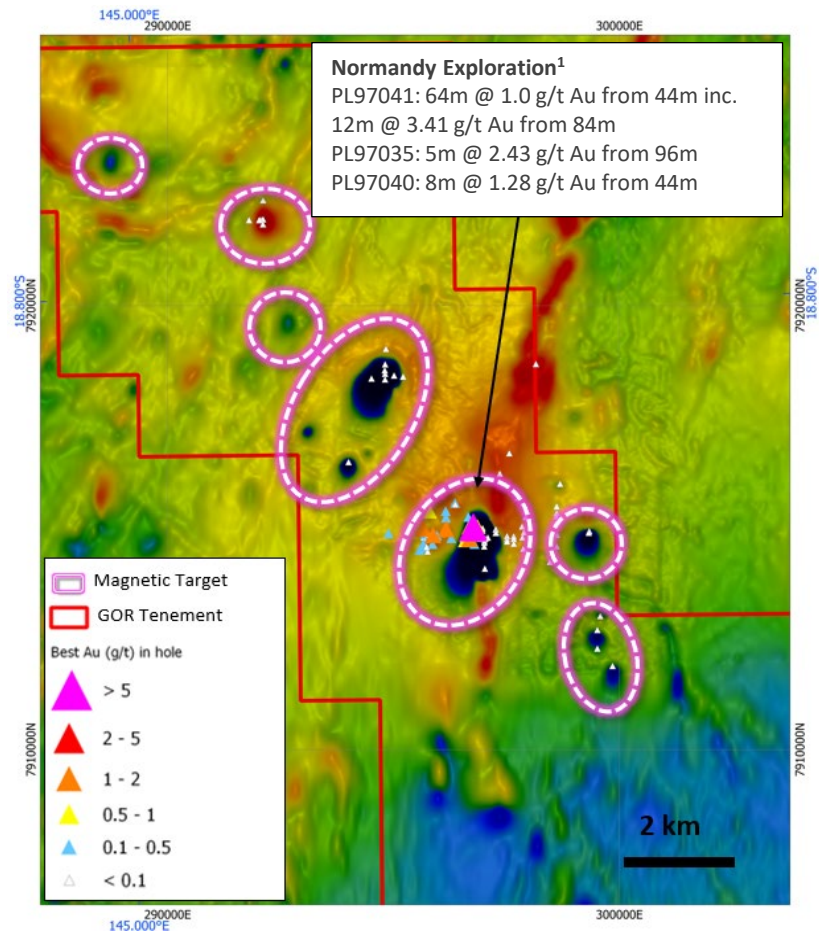 145.000°E
290000E
300000E
Normandy Exploration1
PL97041: 64m @ 1.0 g/t Au from 44m inc.
12m @ 3.41 g/t Au from 84m
PL97035: 5m @ 2.43 g/t Au from 96m
PL97040: 8m @ 1.28 g/t Au from 44m
18.800°S
7920000N
7920000N
18.800°S
Magnetic Target
GOR Tenement
Best Au (g/t) in hole
> 5
2 - 5
1 - 2
0.5 - 1
0.1 - 0.5
< 0.1
7910000N
7910000N
2 km
290000E
300000E
145.000°E